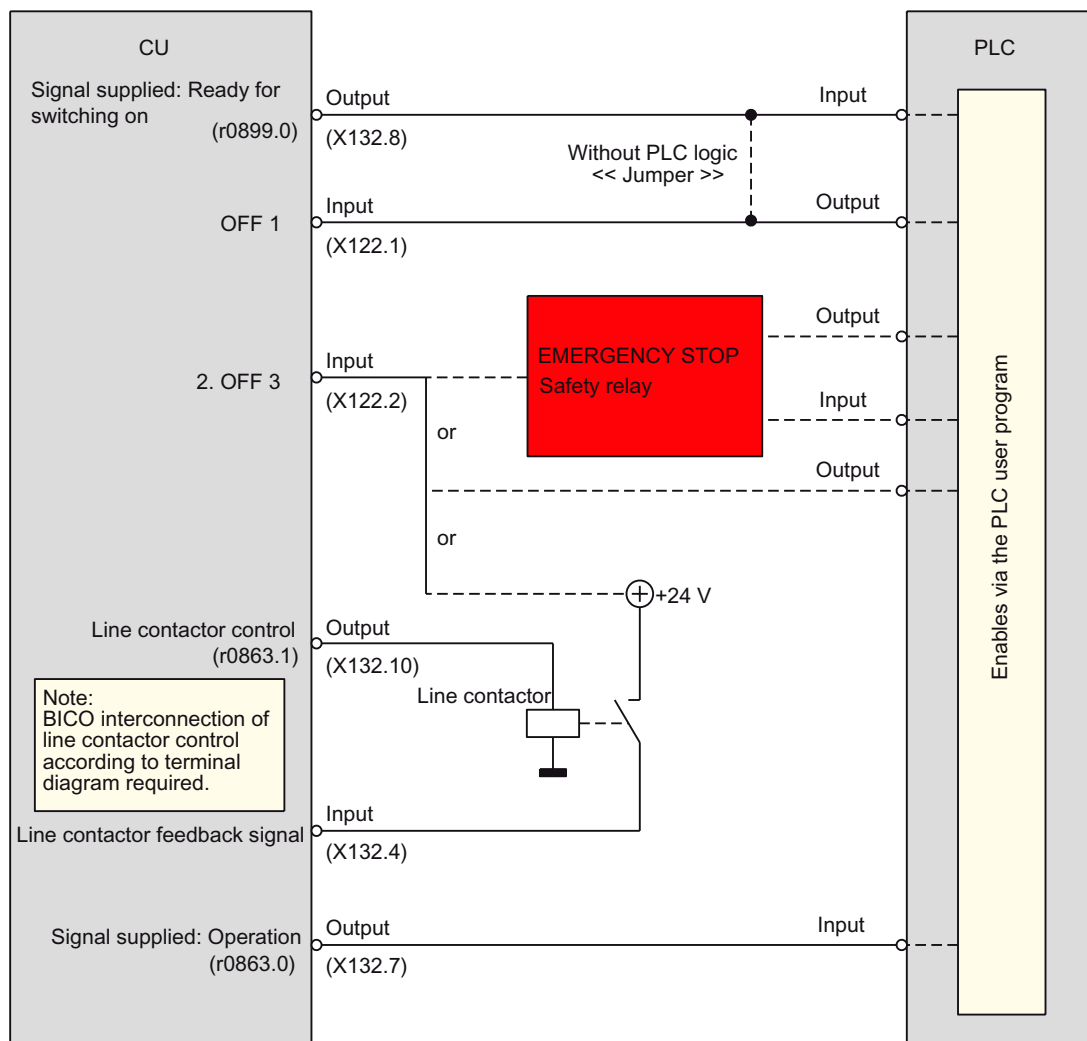 CU
PLC
Signal supplied: Ready for
switching on
(r0899.0)
Output
(X132.8)
Input
Without PLC logic
<< Jumper >>
OFF 1
Input
(X122.1)
Output
2. OFF 3
Input
(X122.2)
or
EMERGENCY STOP
Safety relay
Output
Input
Output
or
+24 V
Line contactor control
(r0863.1)
Output
(X132.10)
Line contactor
Note:
BICO interconnection of
line contactor control
according to terminal
diagram required.
Line contactor feedback signal
Input
(X132.4)
Signal supplied: Operation
(r0863.0)
Output
(X132.7)
Input
Enables via the PLC user program